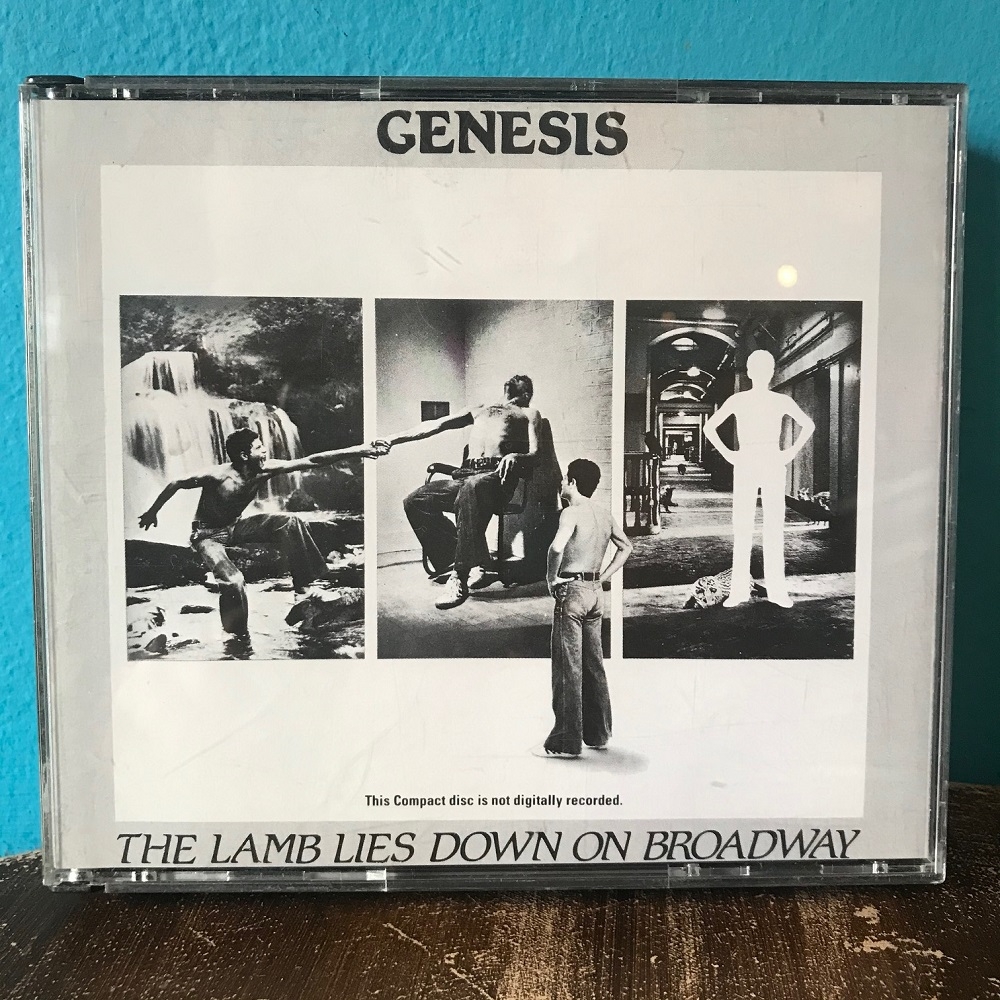 GENESIS
This Compact disc is not digitally recorded.
THE LAMB LIES DOWN ON BROADWAY